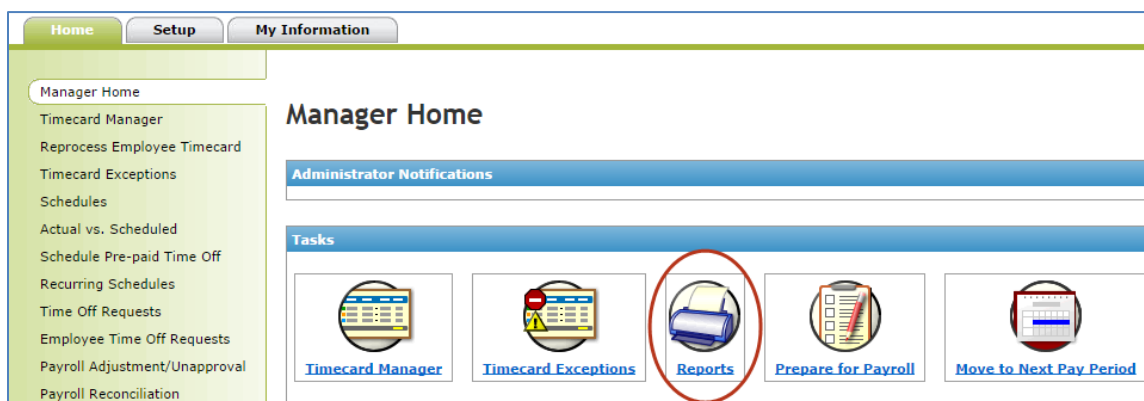 Home Setup My Information
Manager Home
Timecard Manager
Reprocess Employee Timecard
Timecard Exceptions
Schedules
Actual vs. Scheduled
Schedule Pre-paid Time Off
Recurring Schedules
Time Off Requests
Employee Time Off Requests
Payroll Adjustment/Unapproval
Payroll Reconciliation
Manager Home
Administrator Notifications
Tasks
Timecard Manager Timecard Exceptions Reports Prepare for Payroll Move to Next Pay Period